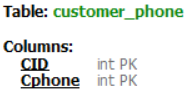 Table: customer_phone
Columns:
CID int PK
Cphone int PK